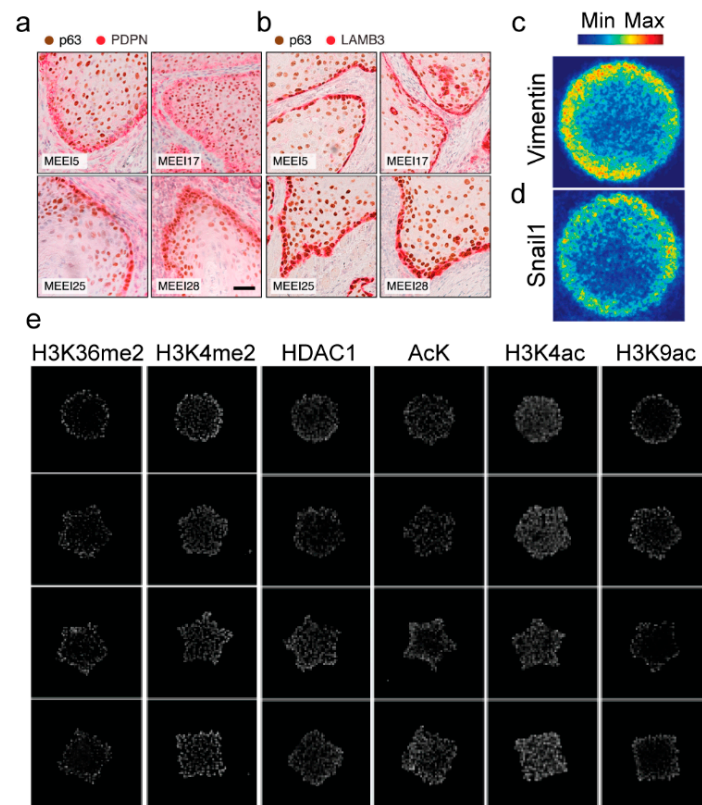 a
p63 PDPN
MEEI5
MEEI17
MEEI25
MEEI28
b
p63 LAMB3
MEEI5
MEEI17
MEEI25
MEEI28
c
Min Max
Vimentin
d
Snail1
e
H3K36me2 H3K4me2 HDAC1 AcK H3K4ac H3K9ac